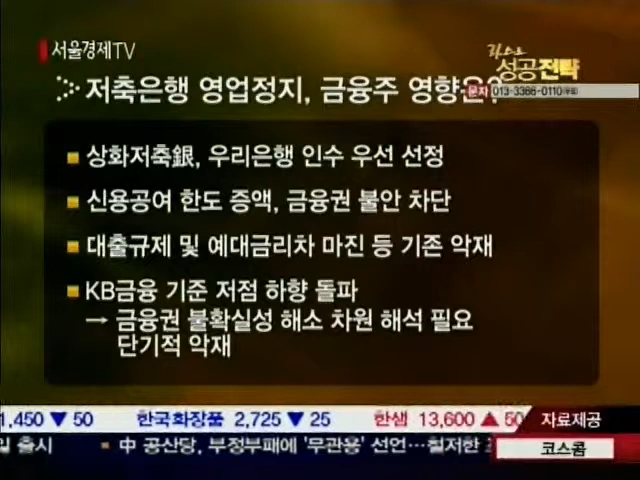 서울경제TV
성공전략
저축은행 영업정지, 금융주 영향은?
문자 013-3366-0110(무료)
상화저축銀, 우리은행 인수 우선 선정
신용공여 한도 증액, 금융권 불안 차단
대출규제 및 예대금리차 마진 등 기존 악재
KB금융 기준 저점 하향 돌파
→ 금융권 불확실성 해소 차원 해석 필요
단기적 악재
1,450 ▼ 50 한국화장품 2,725 ▼ 25 한샘 13,600 ▲ 50
자료제공
일 출시 中 공산당, 부정부패에 '무관용' 선언…철저한
코스콤